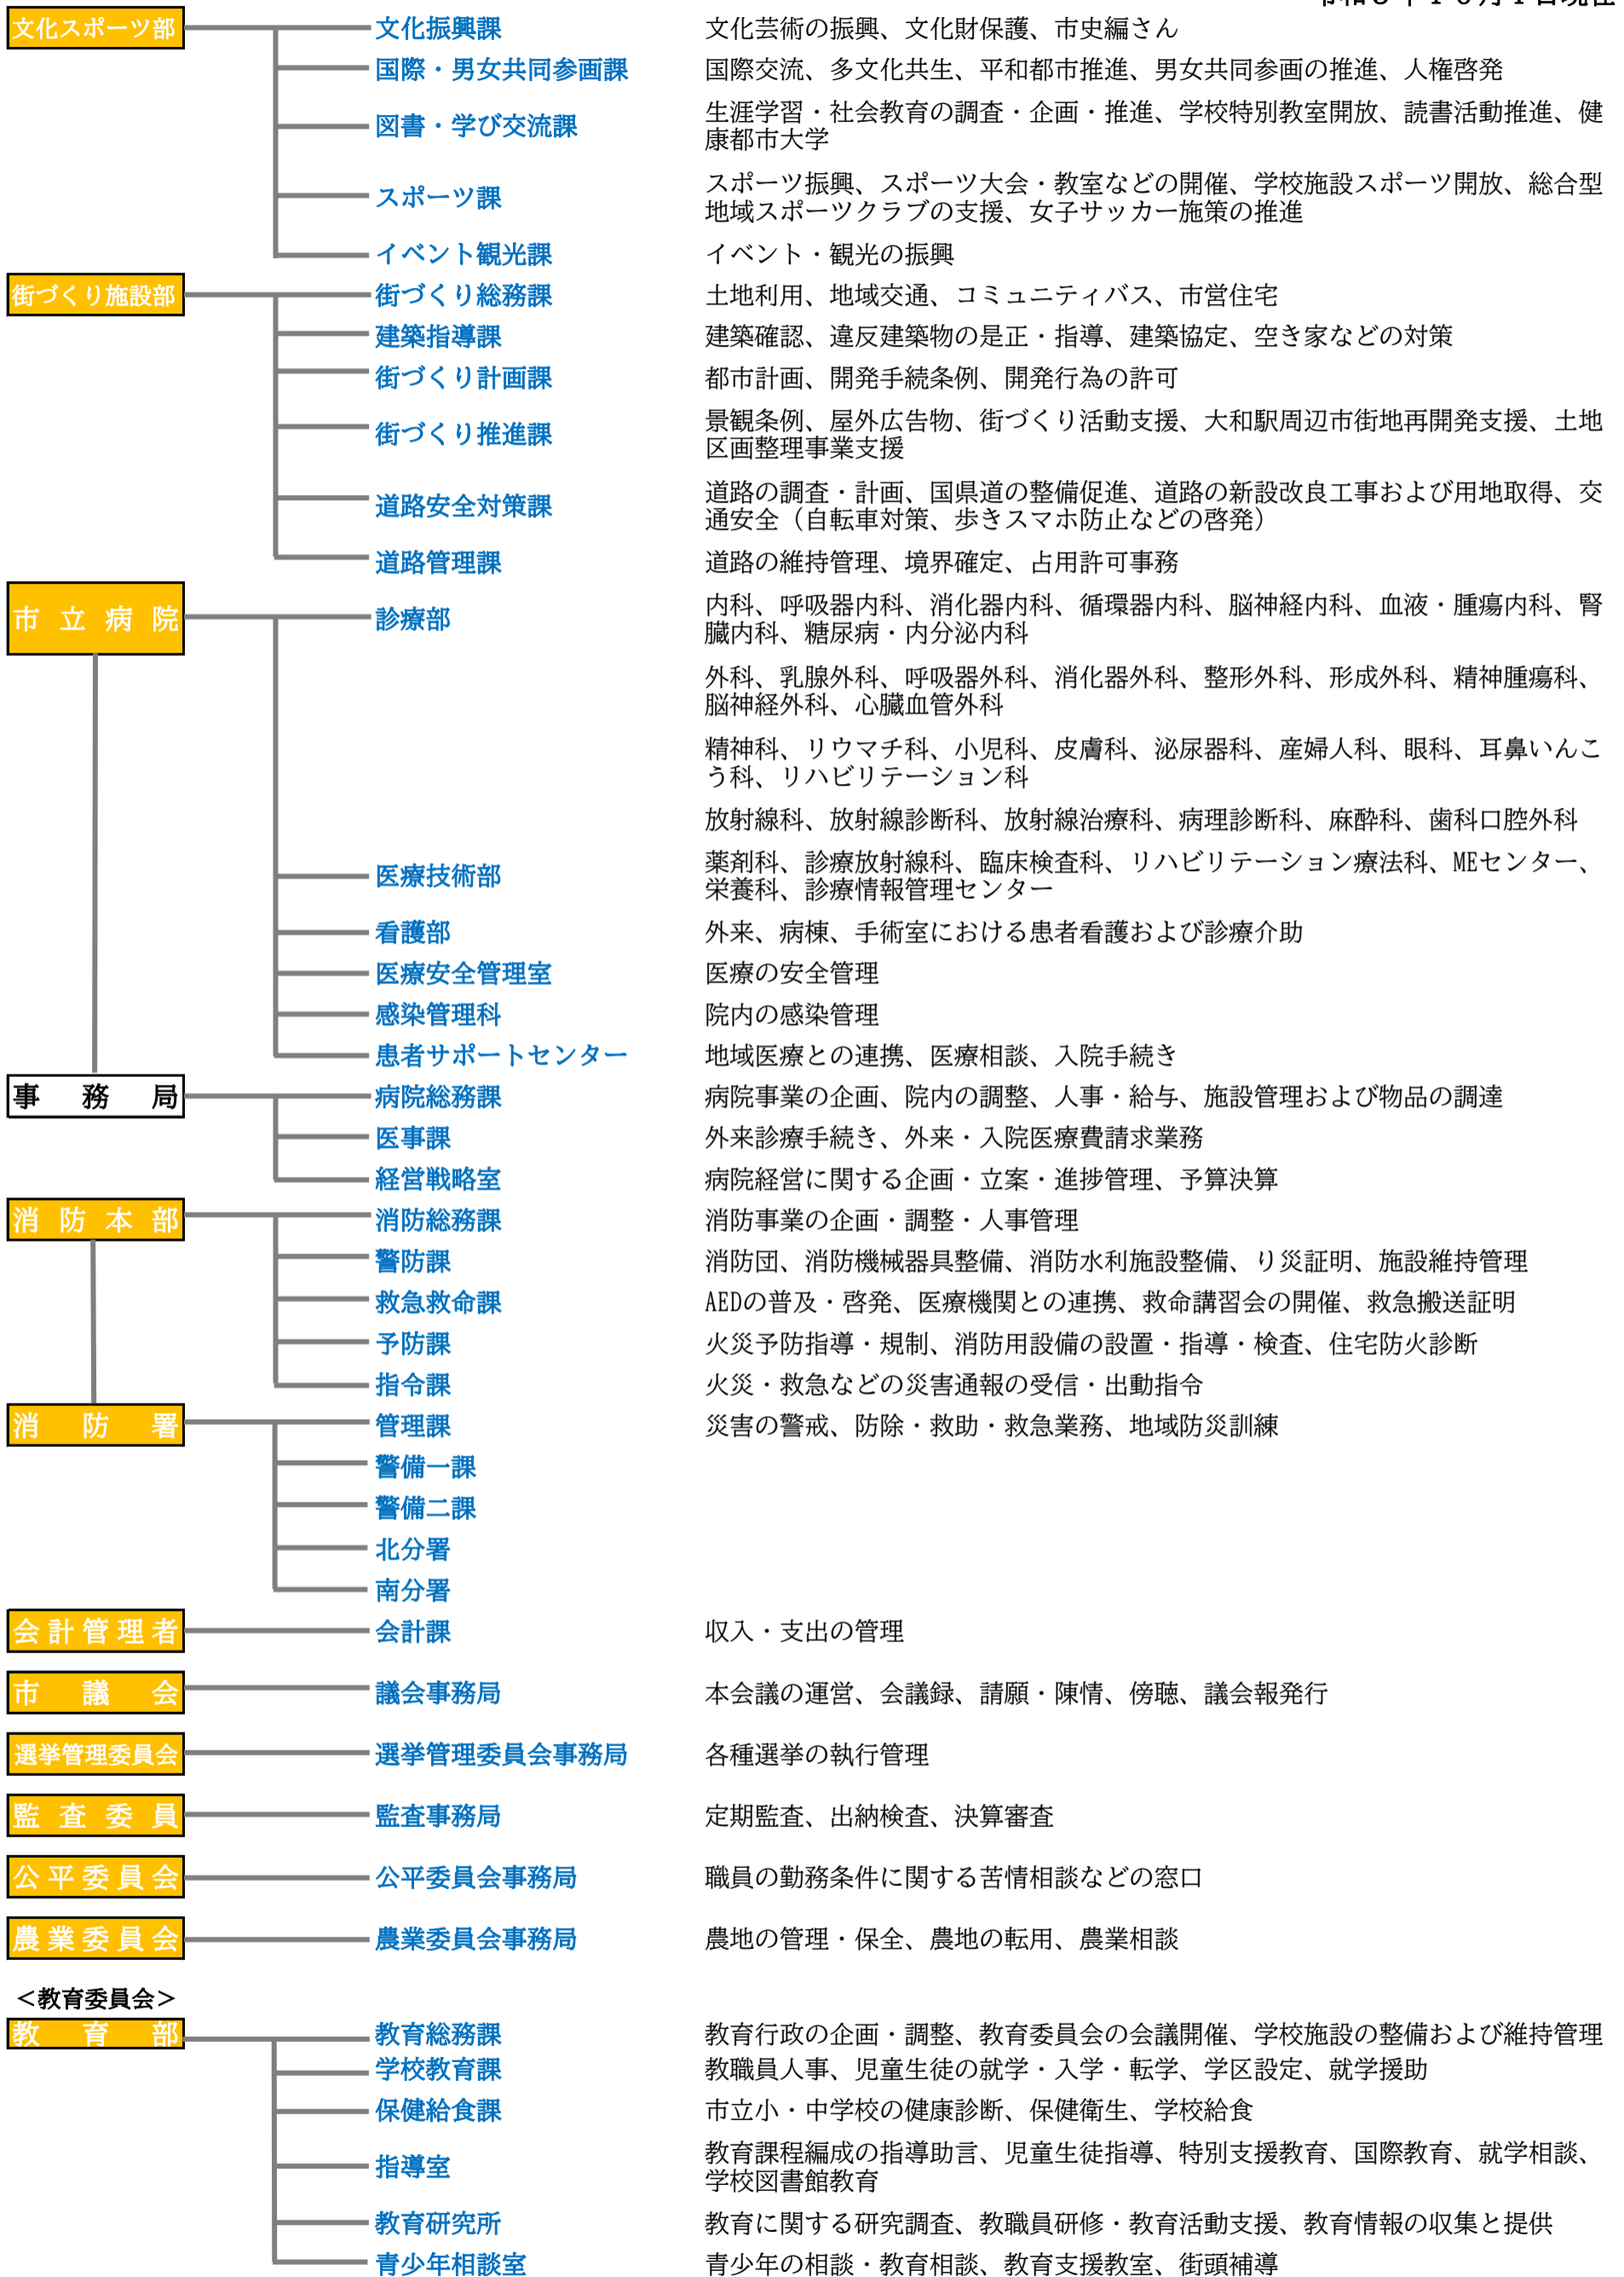 文化スポーツ部 文化振興課 文化芸術の振興、文化財保護、市史編さん
国際・男女共同参画課 国際交流、多文化共生、平和都市推進、男女共同参画の推進、人権啓発
図書・学び交流課 生涯学習・社会教育の調査・企画・推進、学校特別教室開放、読書活動推進、健
康都市大学
スポーツ課 スポーツ振興、スポーツ大会・教室などの開催、学校施設スポーツ開放、総合型
地域スポーツクラブの支援、女子サッカー施策の推進
イベント観光課 イベント・観光の振興
街づくり施設部 街づくり総務課 土地利用、地域交通、コミュニティバス、市営住宅
建築指導課 建築確認、違反建築物の是正・指導、建築協定、空き家などの対策
街づくり計画課 都市計画、開発手続条例、開発行為の許可
街づくり推進課 景観条例、屋外広告物、街づくり活動支援、大和駅周辺市街地再開発支援、土地
区画整理事業支援
道路安全対策課 道路の調査・計画、国県道の整備促進、道路の新設改良工事および用地取得、交
通安全（自転車対策、歩きスマホ防止などの啓発）
道路管理課 道路の維持管理、境界確定、占用許可事務
市立病院 診療部 内科、呼吸器内科、消化器内科、循環器内科、脳神経内科、血液・腫瘍内科、腎
臓内科、糖尿病・内分泌内科
外科、乳腺外科、呼吸器外科、消化器外科、整形外科、形成外科、精神腫瘍科、
脳神経外科、心臓血管外科
精神科、リウマチ科、小児科、皮膚科、泌尿器科、産婦人科、眼科、耳鼻いんこ
う科、リハビリテーション科
放射線科、放射線診断科、放射線治療科、病理診断科、麻酔科、歯科口腔外科
医療技術部 薬剤科、診療放射線科、臨床検査科、リハビリテーション療法科、MEセンター、
栄養科、診療情報管理センター
看護部 外来、病棟、手術室における患者看護および診療介助
医療安全管理室 医療の安全管理
感染管理科 院内の感染管理
患者サポートセンター 地域医療との連携、医療相談、入院手続き
事務局 病院総務課 病院事業の企画、院内の調整、人事・給与、施設管理および物品の調達
医事課 外来診療手続き、外来・入院医療費請求業務
経営戦略室 病院経営に関する企画・立案・進捗管理、予算決算
消防本部 消防総務課 消防事業の企画・調整・人事管理
警防課 消防団、消防機械器具整備、消防水利施設整備、り災証明、施設維持管理
救急救命課 AEDの普及・啓発、医療機関との連携、救命講習会の開催、救急搬送証明
予防課 火災予防指導・規制、消防用設備の設置・指導・検査、住宅防火診断
指令課 火災・救急などの災害通報の受信・出動指令
消防署 管理課 災害の警戒、防除・救助・救急業務、地域防災訓練
警備一課
警備二課
北分署
南分署
会計管理者 会計課 収入・支出の管理
市議会 議会事務局 本会議の運営、会議録、請願・陳情、傍聴、議会報発行
選挙管理委員会 選挙管理委員会事務局 各種選挙の執行管理
監査委員 監査事務局 定期監査、出納検査、決算審査
公平委員会 公平委員会事務局 職員の勤務条件に関する苦情相談などの窓口
農業委員会 農業委員会事務局 農地の管理・保全、農地の転用、農業相談
＜教育委員会＞
教育部 教育総務課 教育行政の企画・調整、教育委員会の会議開催、学校施設の整備および維持管理
学校教育課 教職員人事、児童生徒の就学・入学・転学、学区設定、就学援助
保健給食課 市立小・中学校の健康診断、保健衛生、学校給食
指導室 教育課程編成の指導助言、児童生徒指導、特別支援教育、国際教育、就学相談、
学校図書館教育
教育研究所 教育に関する研究調査、教職員研修・教育活動支援、教育情報の収集と提供
青少年相談室 青少年の相談・教育相談、教育支援教室、街頭補導